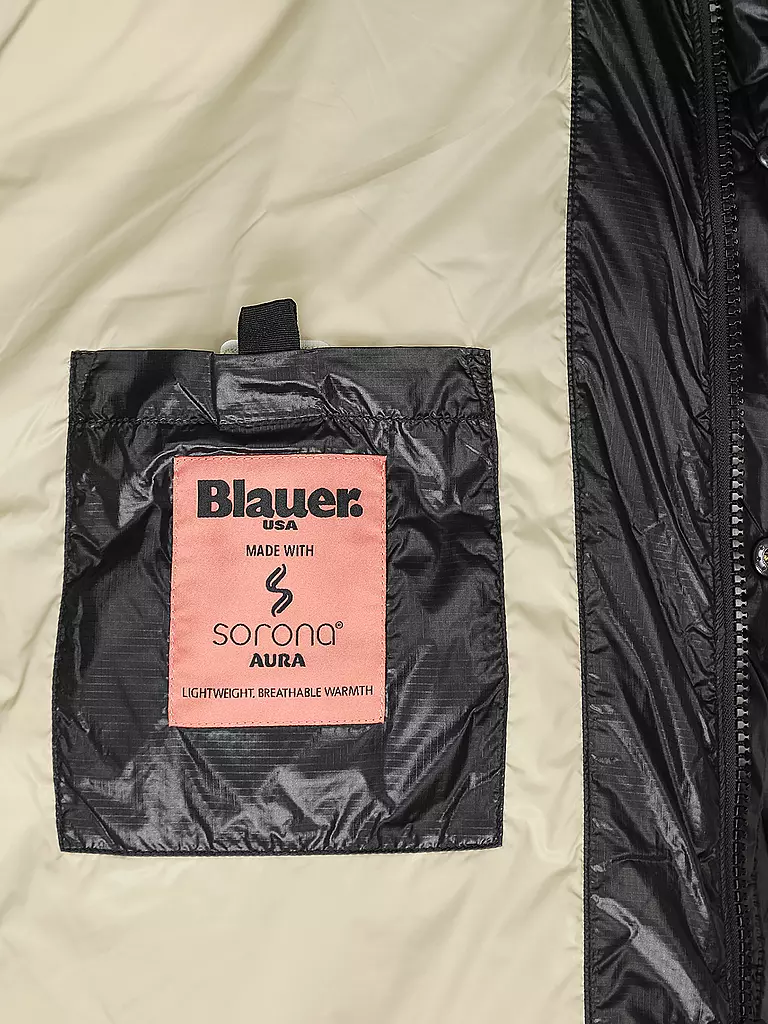 Blauer.
USA
MADE WITH
sorona®
AURA
LIGHTWEIGHT, BREATHABLE WARMTH